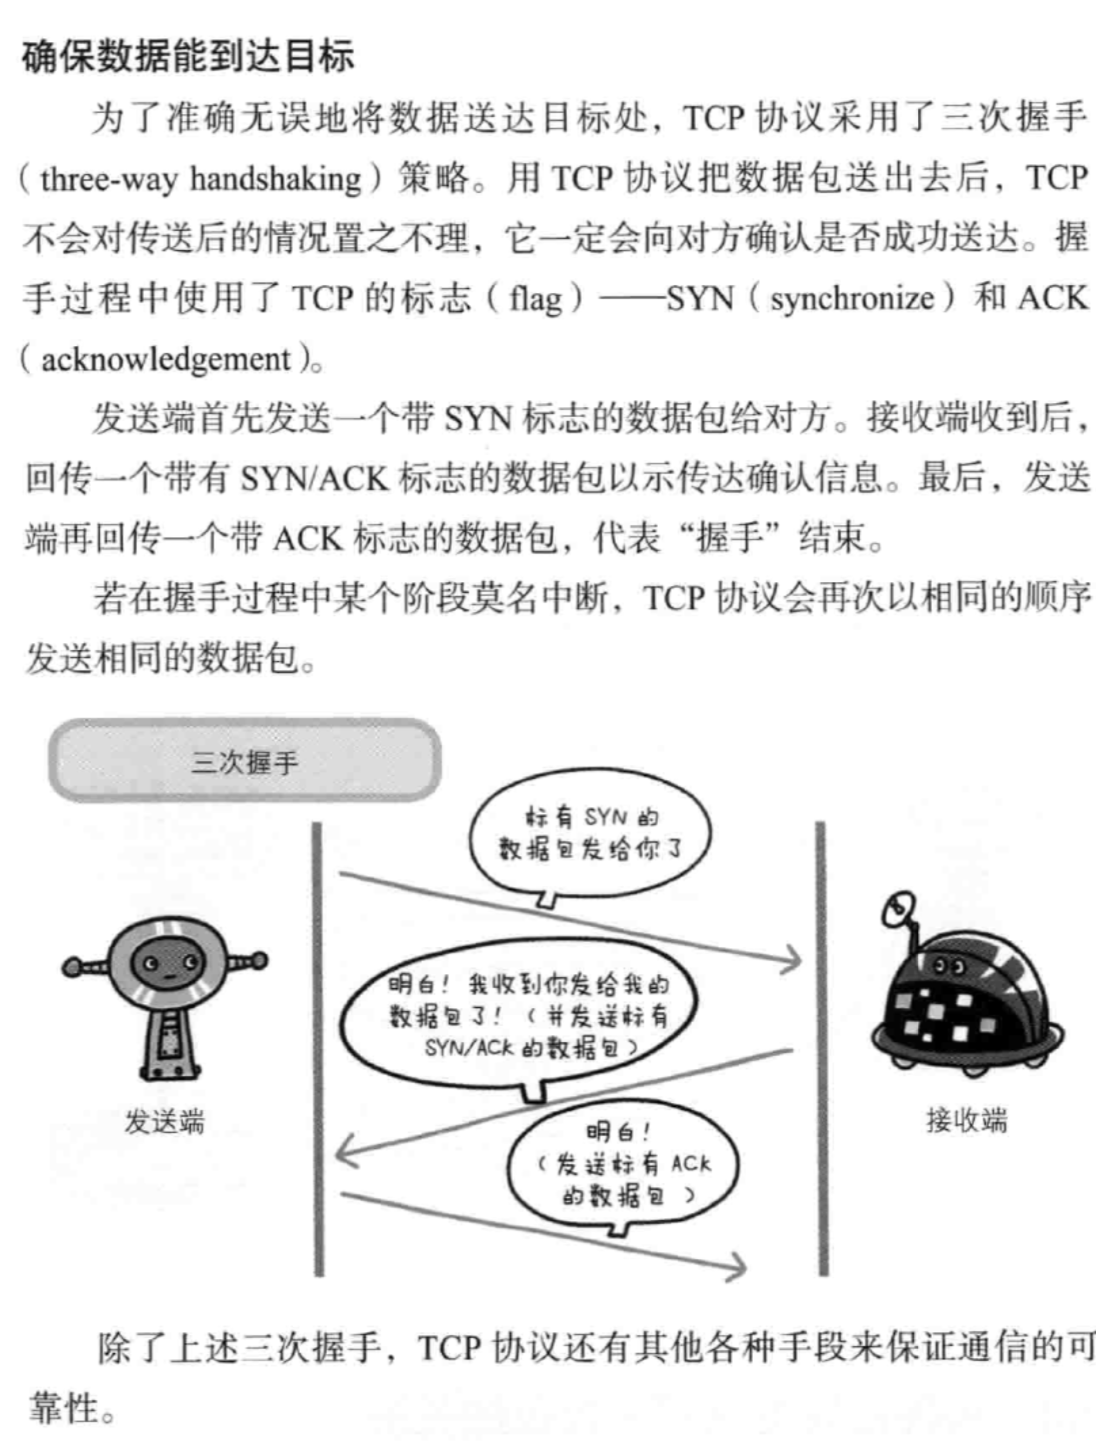 确保数据能到达目标
为了准确无误地将数据送达目标处，TCP 协议采用了三次握手
（three-way handshaking）策略。用 TCP 协议把数据包送出去后，TCP
不会对传送后的情况置之不理，它一定会向对方确认是否成功送达。握
手过程中使用了 TCP 的标志（flag）——SYN（synchronize）和 ACK
（acknowledgement）。
发送端首先发送一个带 SYN 标志的数据包给对方。接收端收到后，
回传一个带有 SYN/ACK 标志的数据包以示传达确认信息。最后，发送
端再回传一个带 ACK 标志的数据包，代表“握手”结束。
若在握手过程中某个阶段莫名中断，TCP 协议会再次以相同的顺序
发送相同的数据包。
三次握手
标有 SYN 的
数据包发给你了
明白！我收到你发给我的
数据包了！（并发送标有
SYN/ACK 的数据包）
发送端
接收端
明白！
（发送标有 ACK
的数据包）
除了上述三次握手，TCP 协议还有其他各种手段来保证通信的可
靠性。